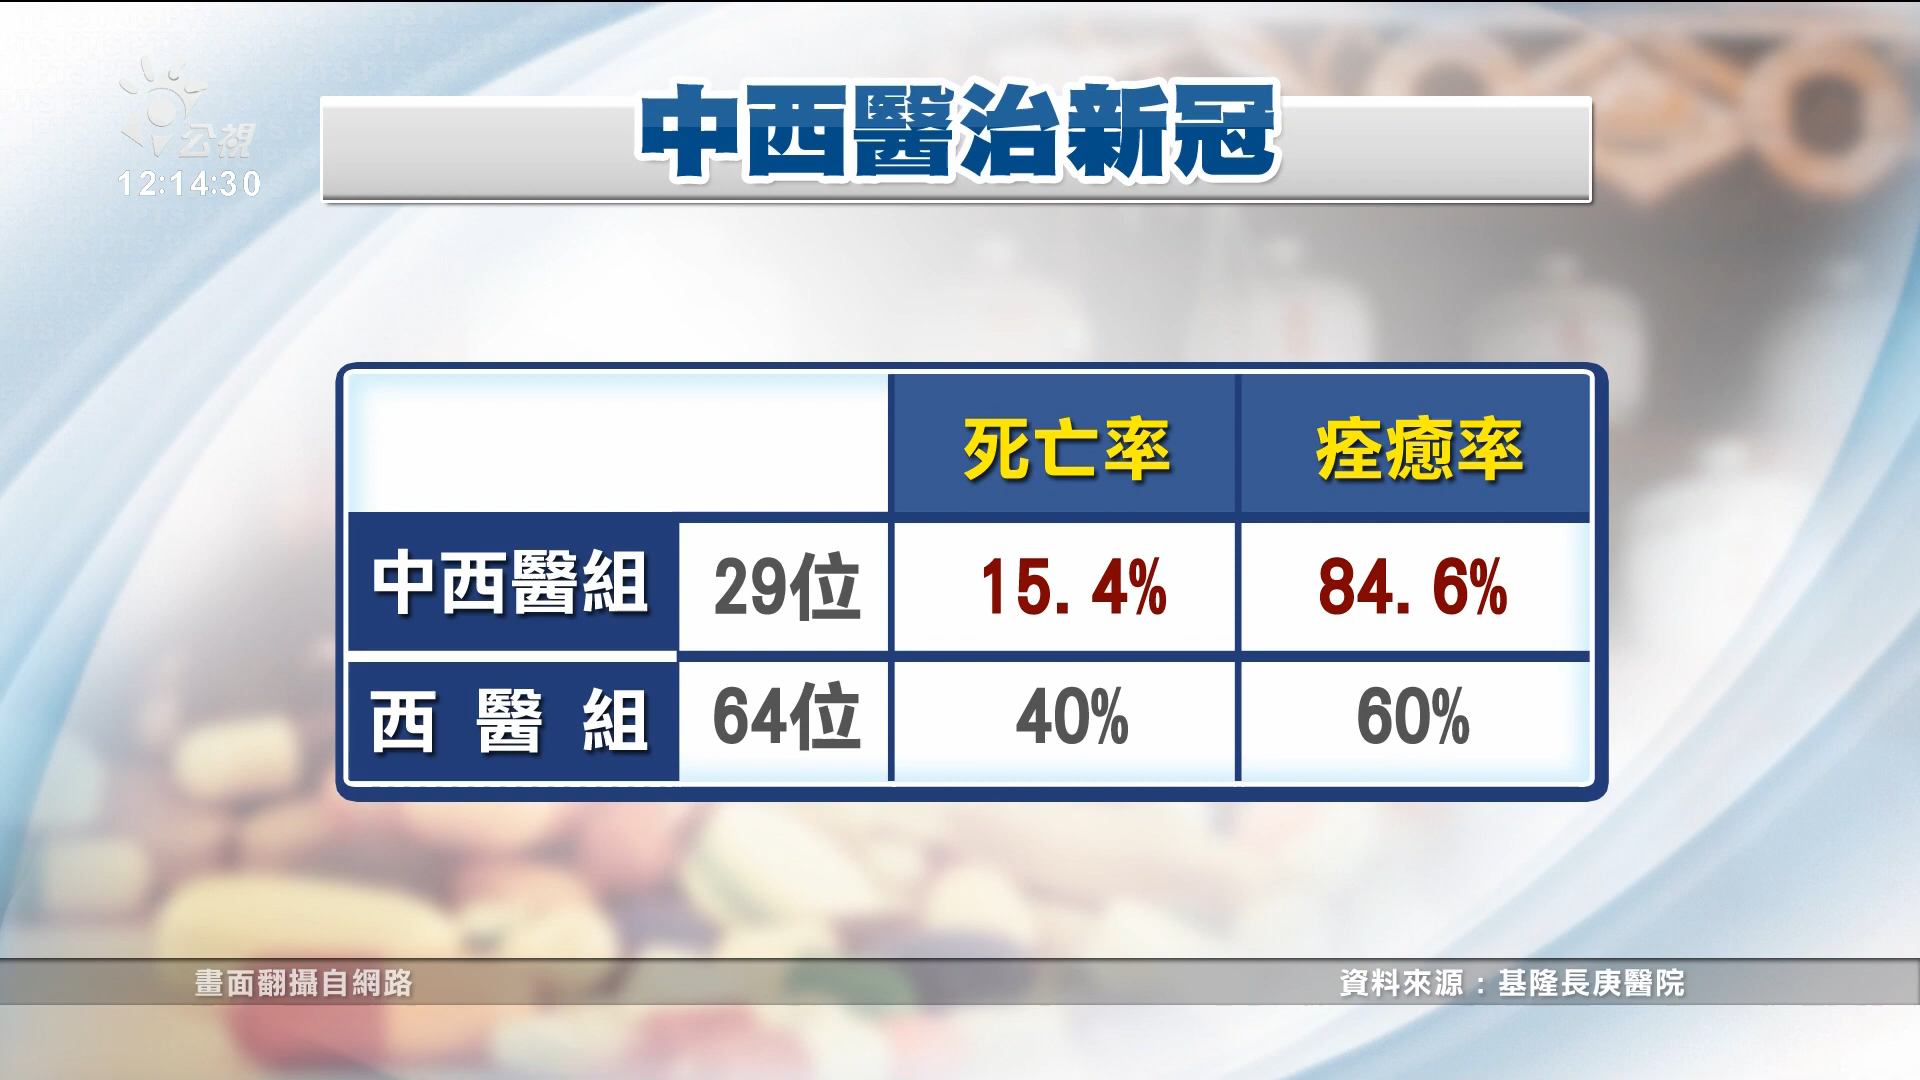 公視
12:14:30
中西醫治新冠
死亡率 痊癒率
中西醫組 29位 15.4% 84.6%
西醫組 64位 40% 60%
畫面翻攝自網路 資料來源：基隆長庚醫院